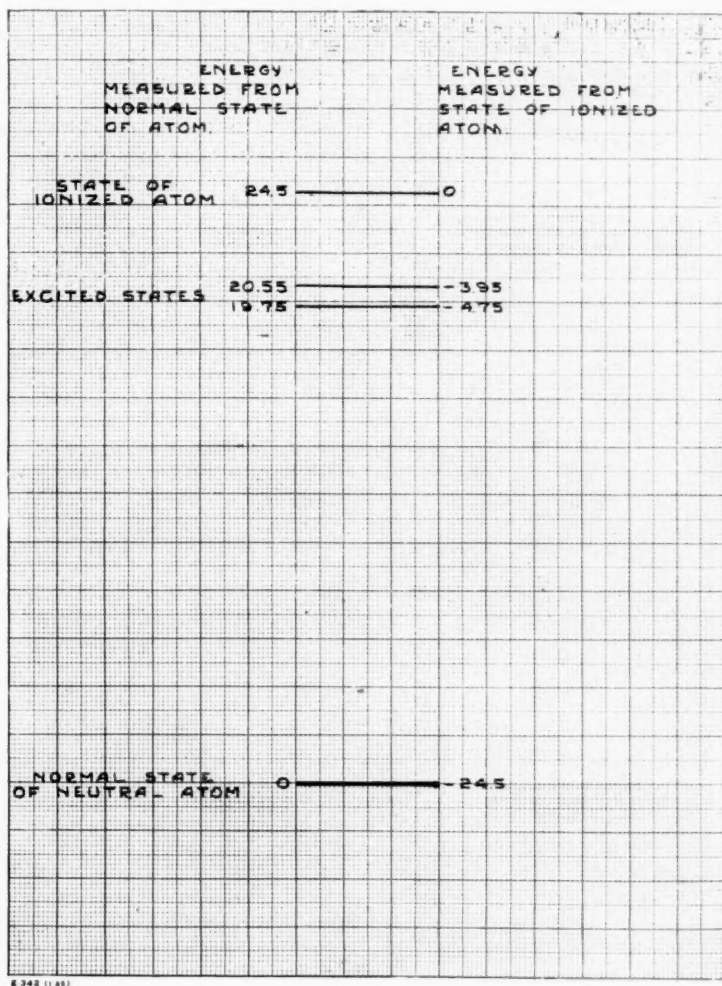 ENERGY
MEASURED FROM
NORMAL STATE
OF ATOM.
ENERGY
MEASURED FROM
STATE OF IONIZED
ATOM.
STATE OF
IONIZED ATOM 24.5 0
20.55 -3.95
EXCITED STATES
19.75 -4.75
NORMAL STATE
OF NEUTRAL ATOM 0 -24.5